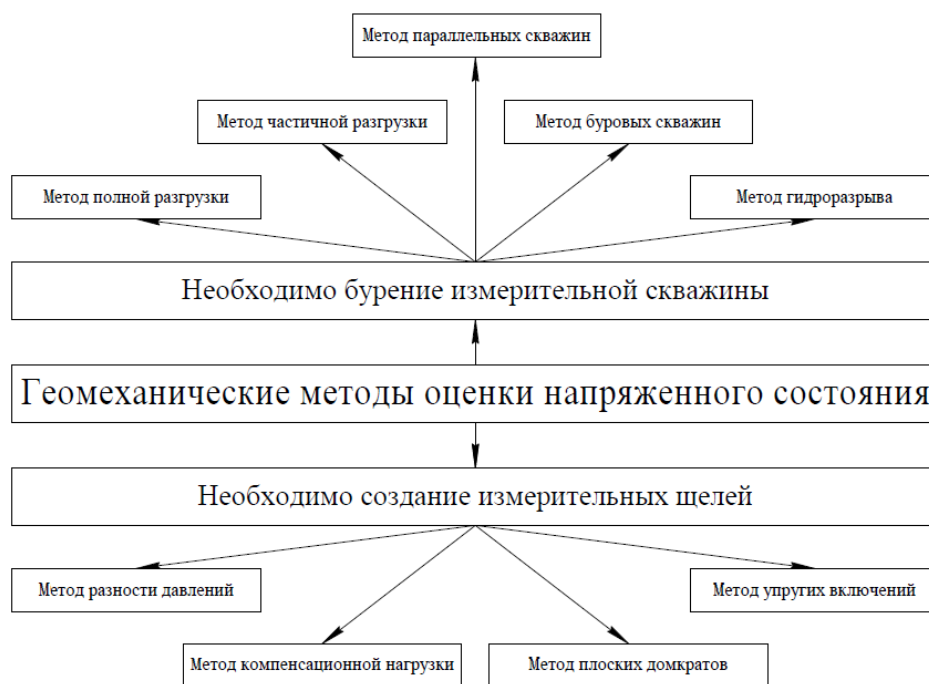 Метод параллельных скважин
Метод частичной разгрузки
Метод буровых скважин
Метод полной разгрузки
Метод гидроразрыва
Необходимо бурение измерительной скважины
Геомеханические методы оценки напряженного состояния
Необходимо создание измерительных щелей
Метод разности давлений
Метод упругих включений
Метод компенсационной нагрузки
Метод плоских домкратов